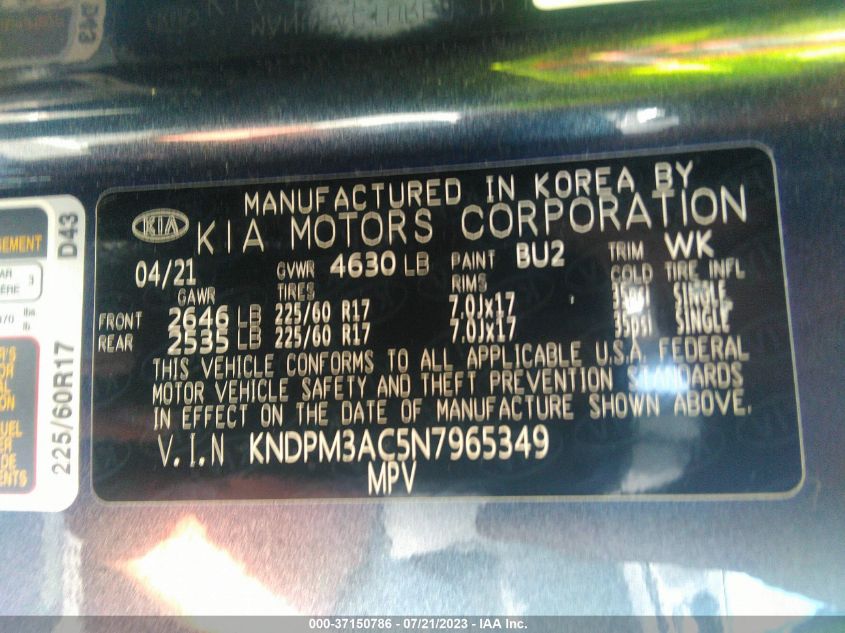 MANUFACTURED IN KOREA BY
KIA KIA MOTORS CORPORATION
04/21 GVWR 4630 LB PAINT BU2 TRIM WK
GAWR TIRES RIMS COLD TIRE INFL
FRONT 2646 LB 225/60 R17 7.0Jx17 35psi SINGLE
REAR 2535 LB 225/60 R17 7.0Jx17 35psi SINGLE
THIS VEHICLE CONFORMS TO ALL APPLICABLE U.S.A. FEDERAL
MOTOR VEHICLE SAFETY AND THEFT PREVENTION STANDARDS
IN EFFECT ON THE DATE OF MANUFACTURE SHOWN ABOVE.
V.I.N KNDPM3AC5N7965349
MPV
D43
225/60R17
000-37150786 - 07/21/2023 - IAA Inc.